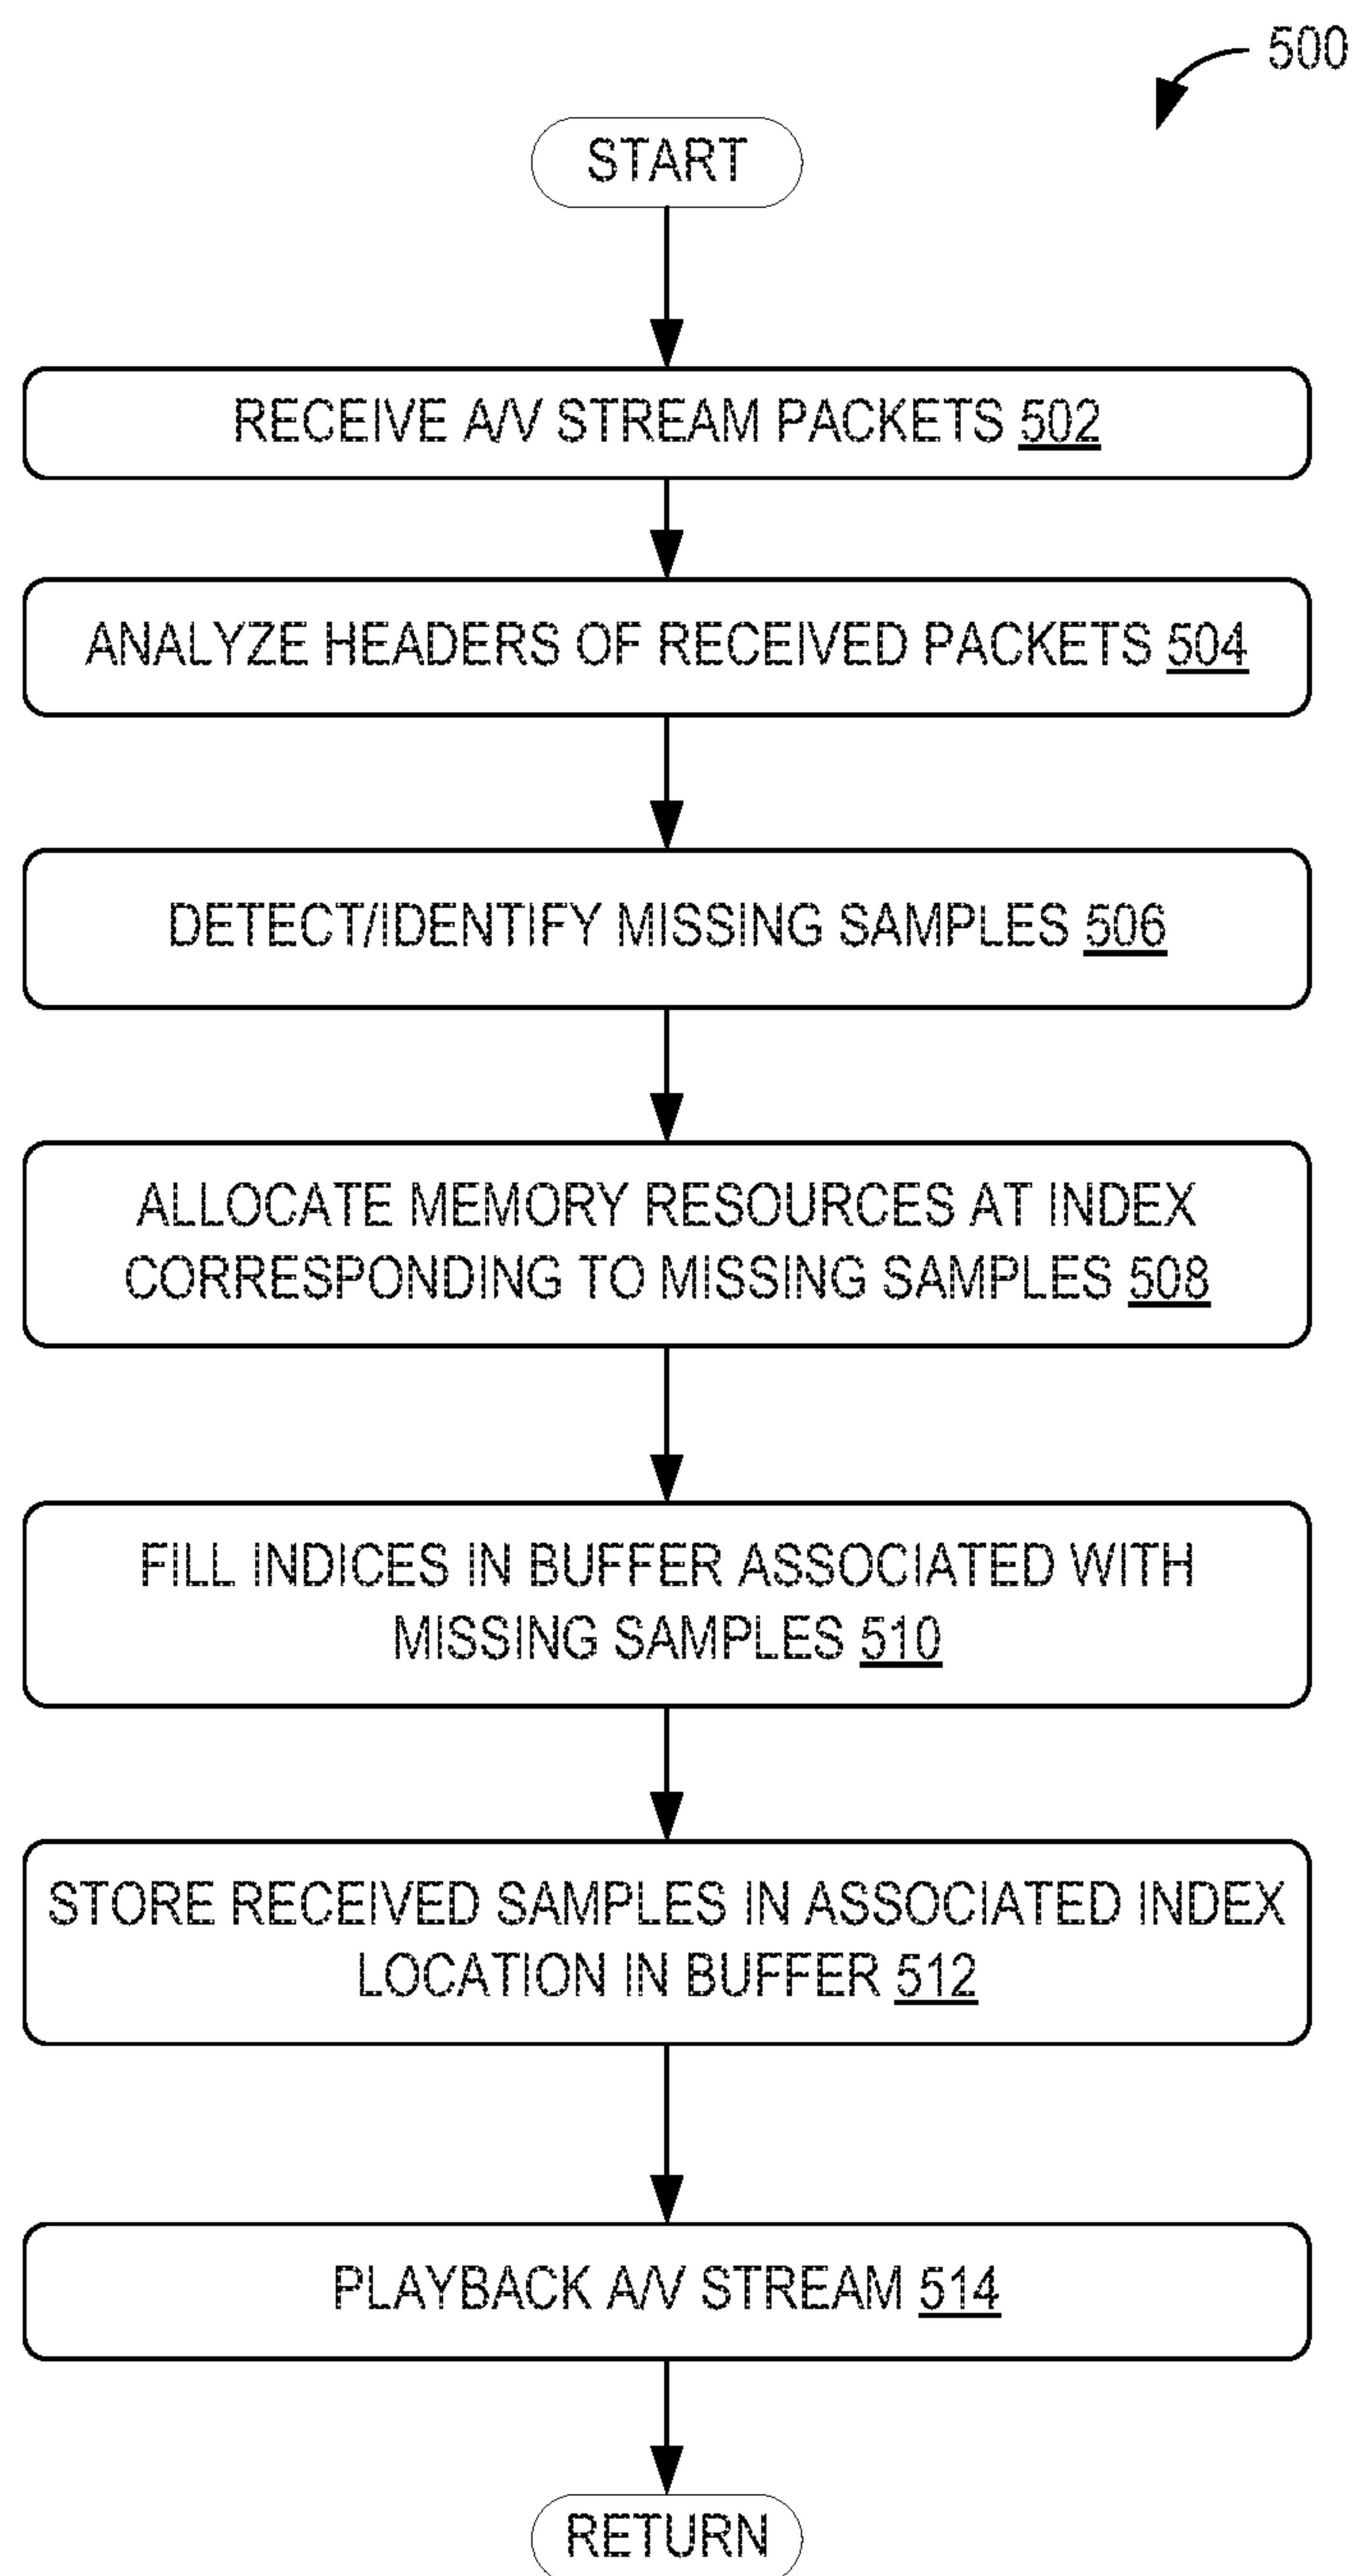 500
START
RECEIVE A/V STREAM PACKETS 502
ANALYZE HEADERS OF RECEIVED PACKETS 504
DETECT/IDENTIFY MISSING SAMPLES 506
ALLOCATE MEMORY RESOURCES AT INDEX
CORRESPONDING TO MISSING SAMPLES 508
FILL INDICES IN BUFFER ASSOCIATED WITH
MISSING SAMPLES 510
STORE RECEIVED SAMPLES IN ASSOCIATED INDEX
LOCATION IN BUFFER 512
PLAYBACK A/V STREAM 514
RETURN